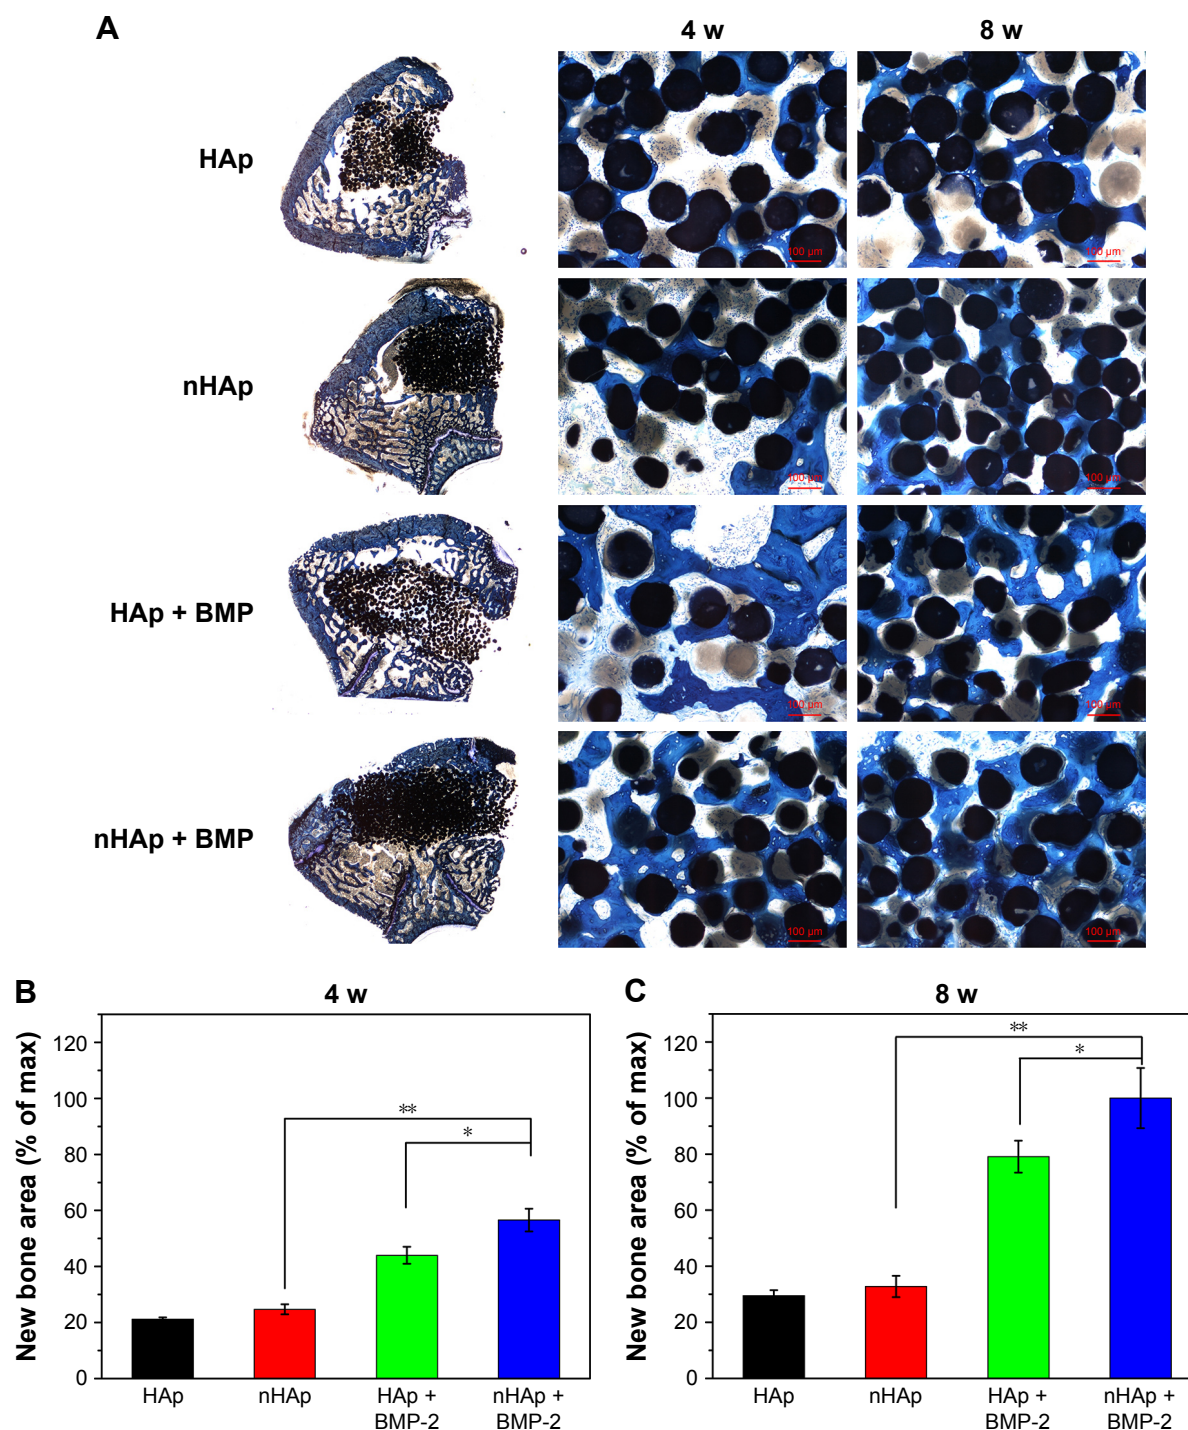 A
4 w
8 w
HAp
100 µm
100 µm
nHAp
100 µm
100 µm
HAp + BMP
100 µm
100 µm
nHAp + BMP
100 µm
100 µm
B
4 w
New bone area (% of max)
120
100
80
60
40
20
0
**
*
HAp
nHAp
HAp +
BMP-2
nHAp +
BMP-2
C
8 w
New bone area (% of max)
120
100
80
60
40
20
0
**
*
HAp
nHAp
HAp +
BMP-2
nHAp +
BMP-2